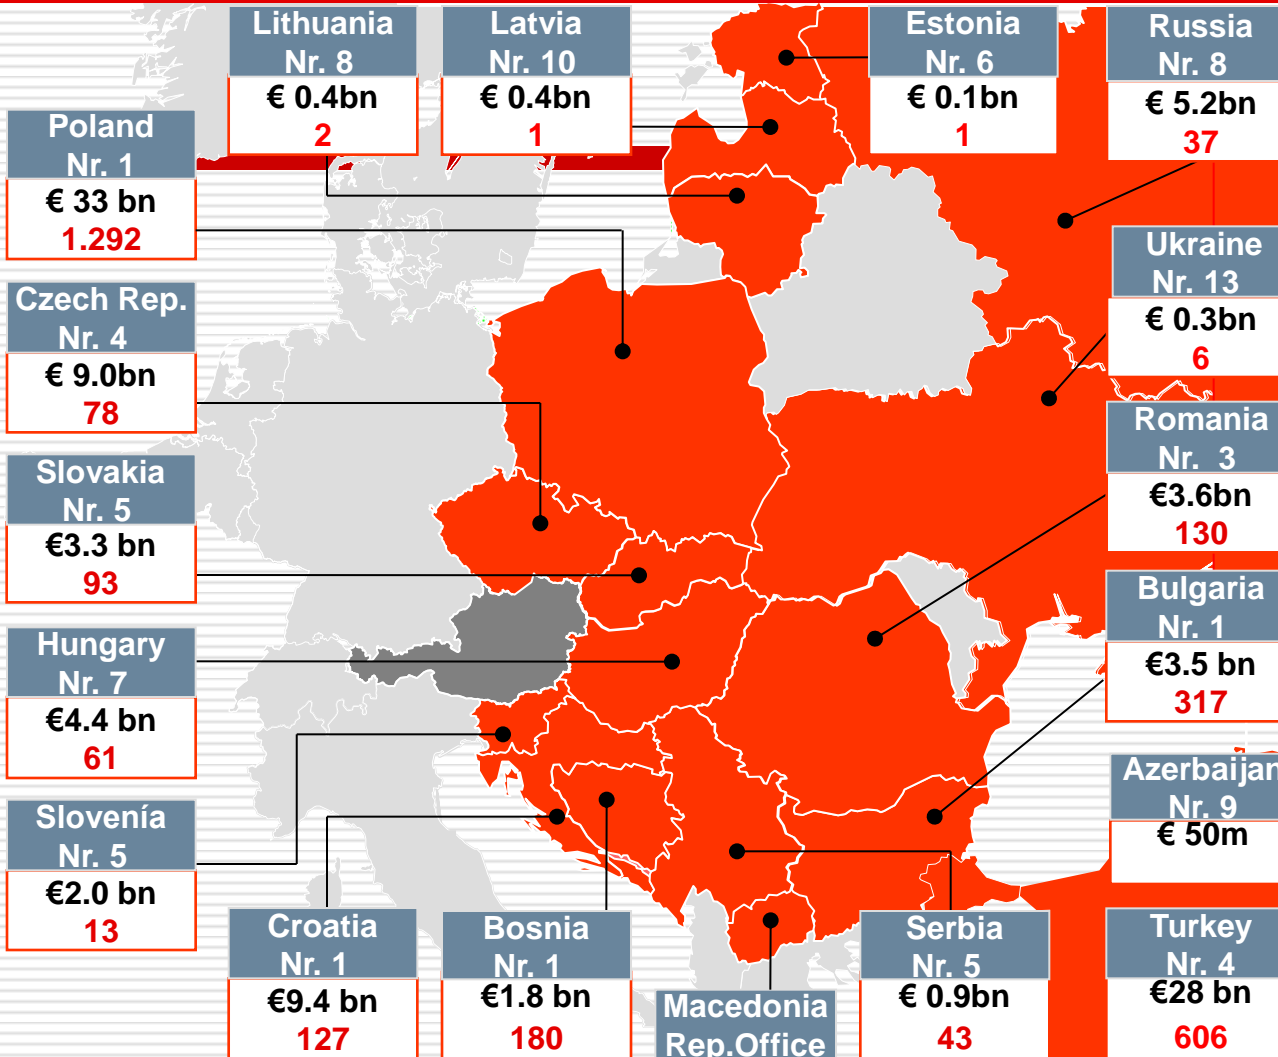 Lithuania
Nr. 8
€ 0.4bn
2
Latvia
Nr. 10
€ 0.4bn
1
Estonia
Nr. 6
€ 0.1bn
1
Russia
Nr. 8
€ 5.2bn
37
Poland
Nr. 1
€ 33 bn
1.292
Ukraine
Nr. 13
€ 0.3bn
6
Czech Rep.
Nr. 4
€ 9.0bn
78
Romania
Nr. 3
€3.6bn
130
Slovakia
Nr. 5
€3.3 bn
93
Bulgaria
Nr. 1
€3.5 bn
317
Hungary
Nr. 7
€4.4 bn
61
Azerbaijan
Nr. 9
€ 50m
Slovenía
Nr. 5
€2.0 bn
13
Croatia
Nr. 1
€9.4 bn
127
Bosnia
Nr. 1
€1.8 bn
180
Macedonia
Rep.Office
Serbia
Nr. 5
€ 0.9bn
43
Turkey
Nr. 4
€28 bn
606